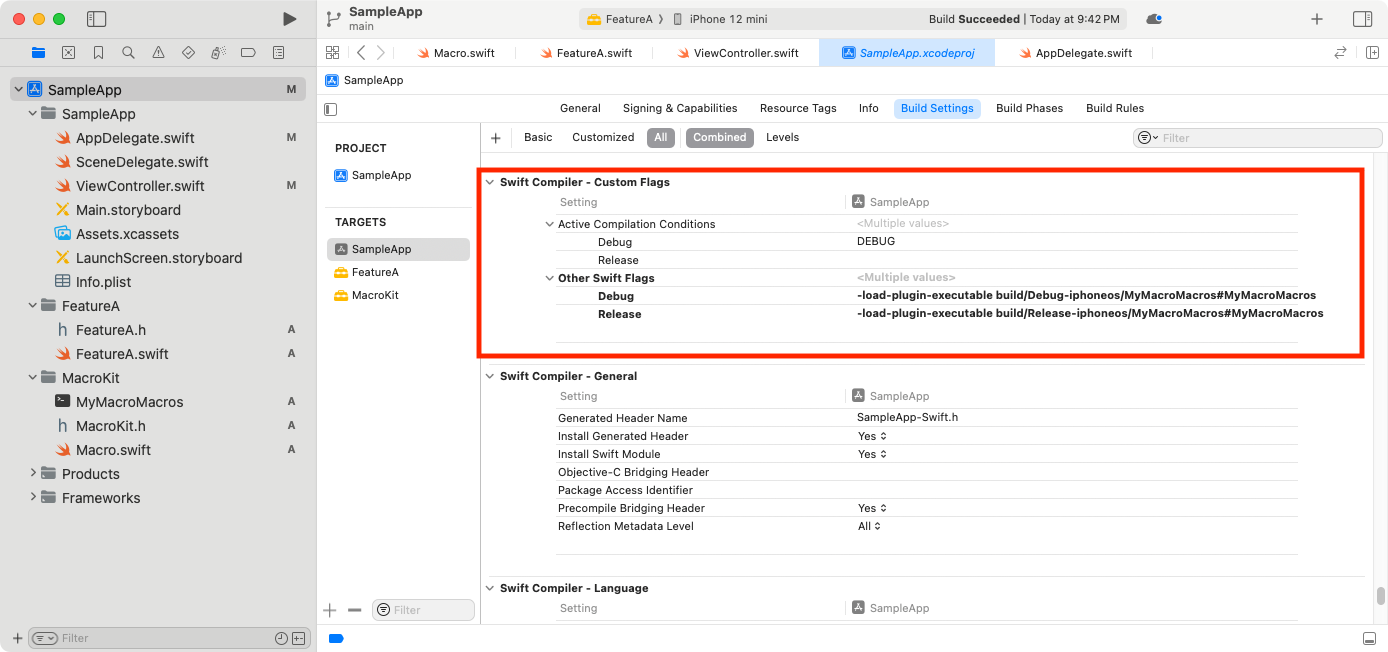 SampleApp
main
FeatureA
iPhone 12 mini
Build Succeeded | Today at 9:42 PM
Macro.swift
FeatureA.swift
ViewController.swift
SampleApp.xcodeproj
AppDelegate.swift
SampleApp
SampleApp M
SampleApp
AppDelegate.swift M
SceneDelegate.swift
ViewController.swift M
Main.storyboard
Assets.xcassets
LaunchScreen.storyboard
Info.plist
FeatureA
h FeatureA.h A
FeatureA.swift A
MacroKit
MyMacroMacros A
h MacroKit.h A
Macro.swift A
Products
Frameworks
Filter
General Signing & Capabilities Resource Tags Info Build Settings Build Phases Build Rules
PROJECT
SampleApp
TARGETS
SampleApp
FeatureA
MacroKit
Filter
Basic Customized All Combined Levels Filter
Swift Compiler - Custom Flags
Setting SampleApp
Active Compilation Conditions <Multiple values>
Debug DEBUG
Release
Other Swift Flags <Multiple values>
Debug -load-plugin-executable build/Debug-iphoneos/MyMacroMacros#MyMacroMacros
Release -load-plugin-executable build/Release-iphoneos/MyMacroMacros#MyMacroMacros
Swift Compiler - General
Setting SampleApp
Generated Header Name SampleApp-Swift.h
Install Generated Header Yes
Install Swift Module Yes
Objective-C Bridging Header
Package Access Identifier
Precompile Bridging Header Yes
Reflection Metadata Level All
Swift Compiler - Language
Setting SampleApp